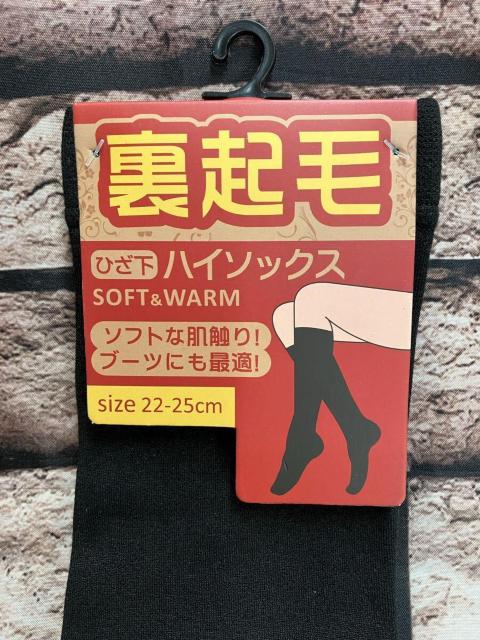 裏起毛
ひざ下 ハイソックス
SOFT&WARM
ソフトな肌触り!
ブーツにも最適!
size 22-25cm